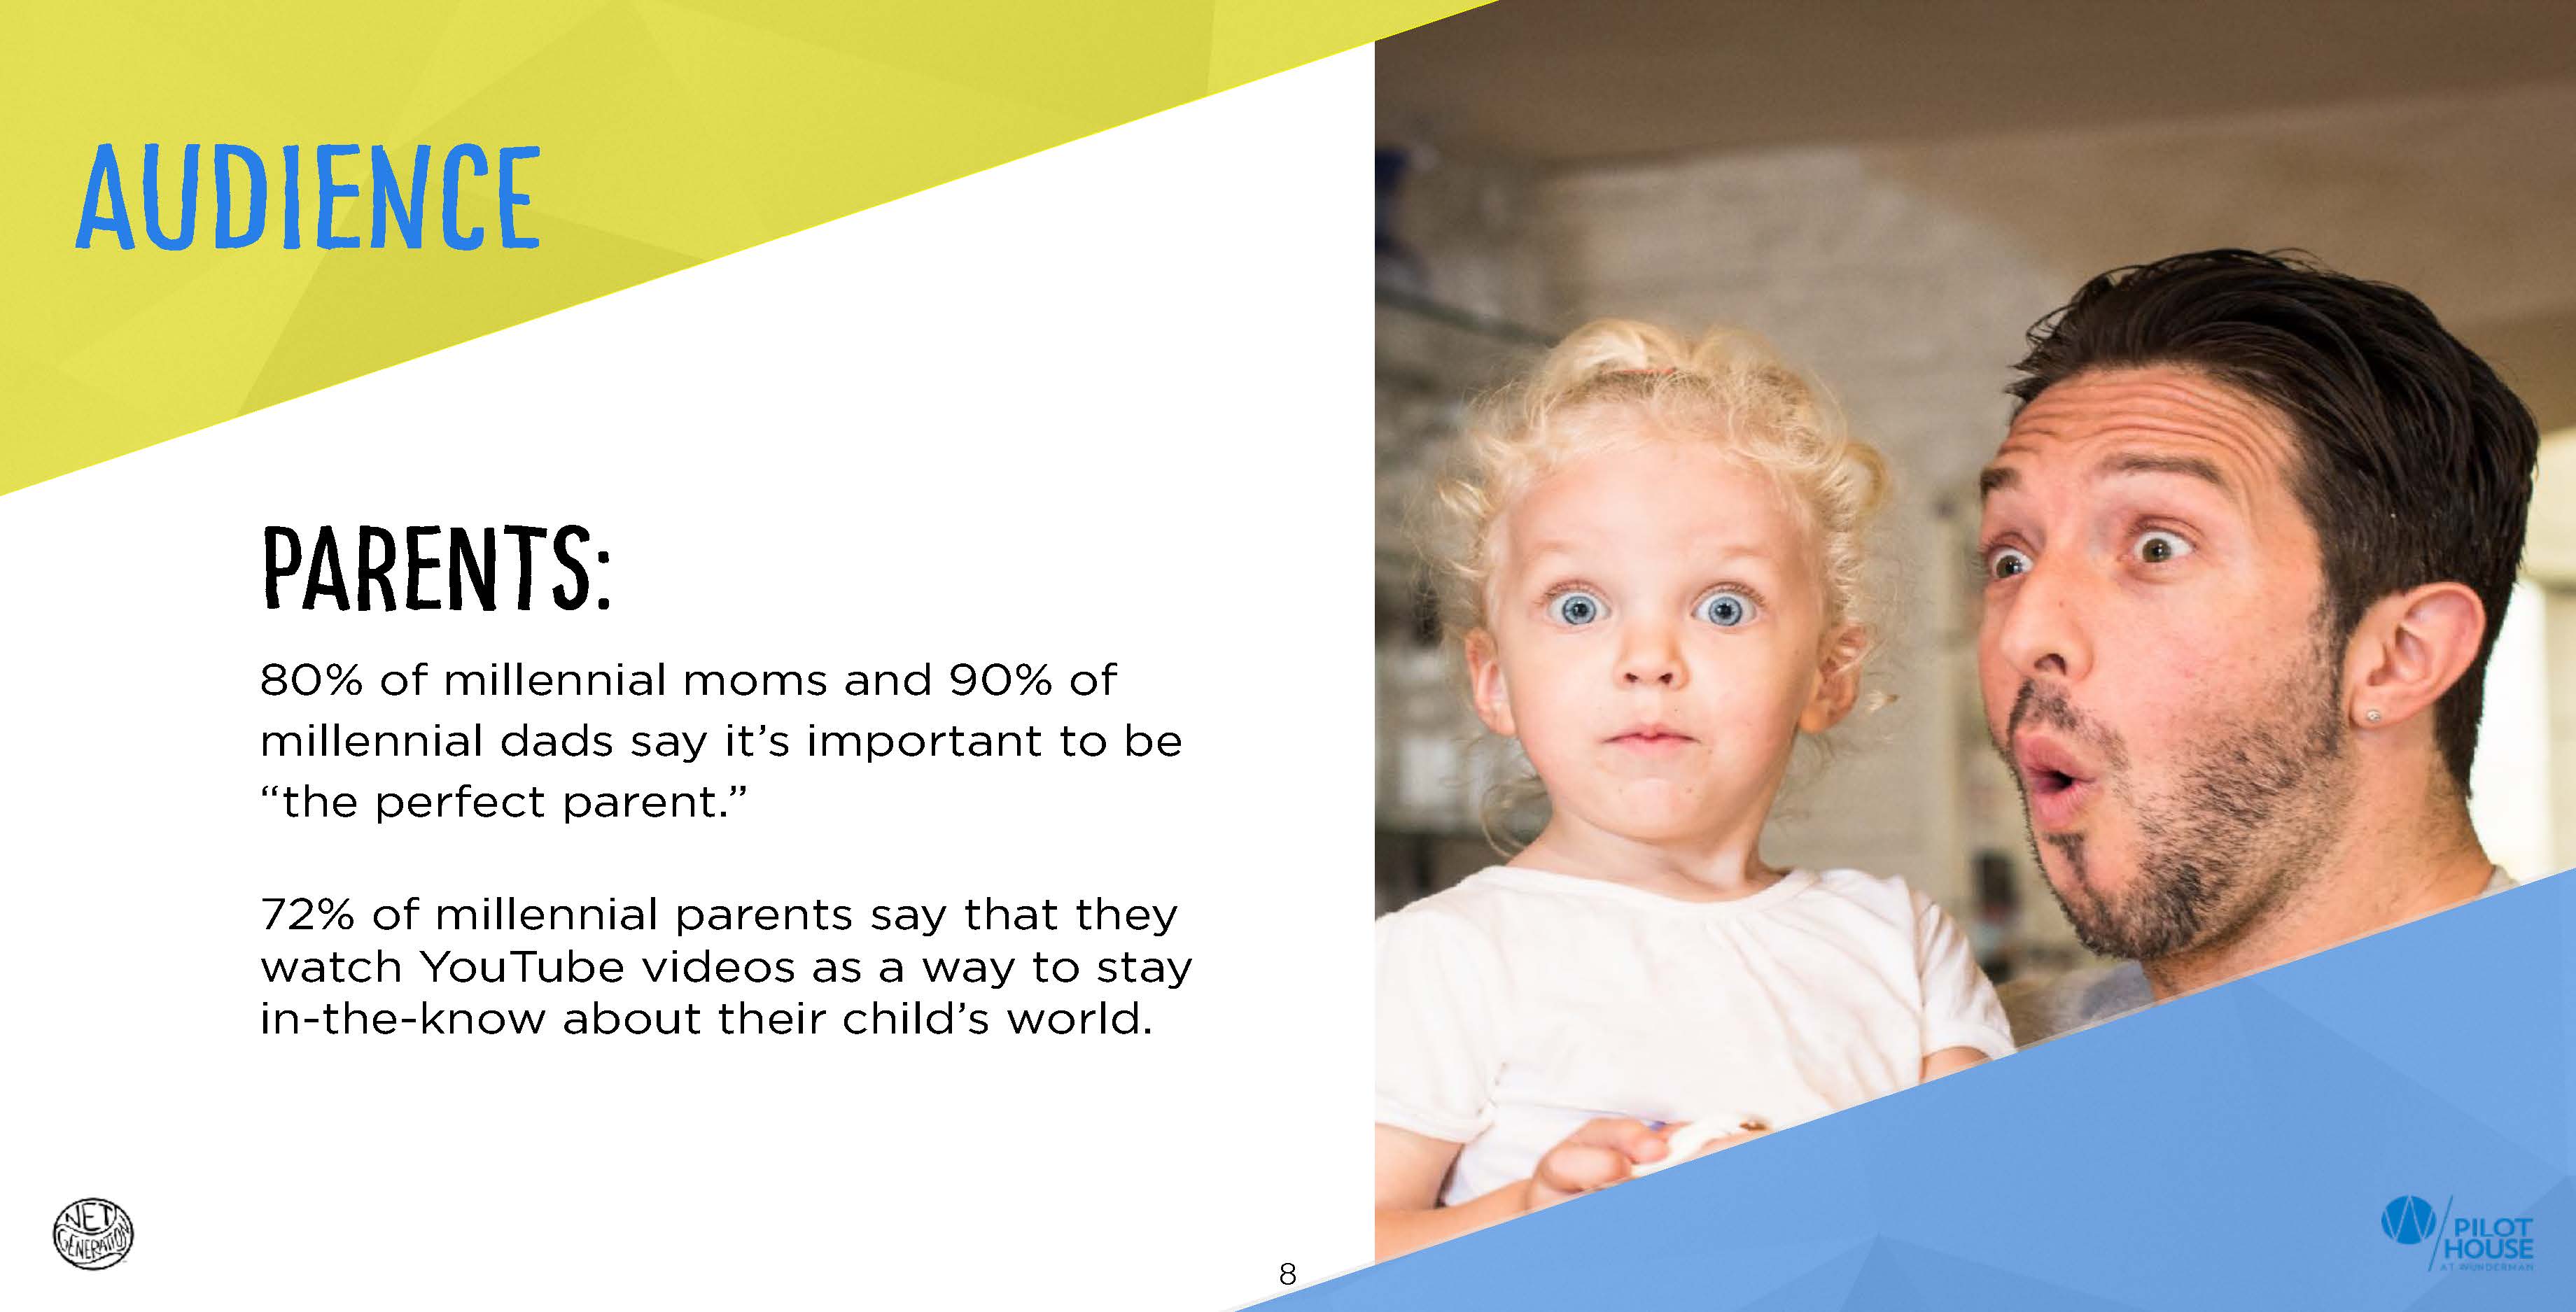 AUDIENCE
PARENTS:
80% of millennial moms and 90% of
millennial dads say it’s important to be
“the perfect parent.”
72% of millennial parents say that they
watch YouTube videos as a way to stay
in-the-know about their child’s world.
NET
GENERATION
8
PILOT
HOUSE
AT WUNDERMAN